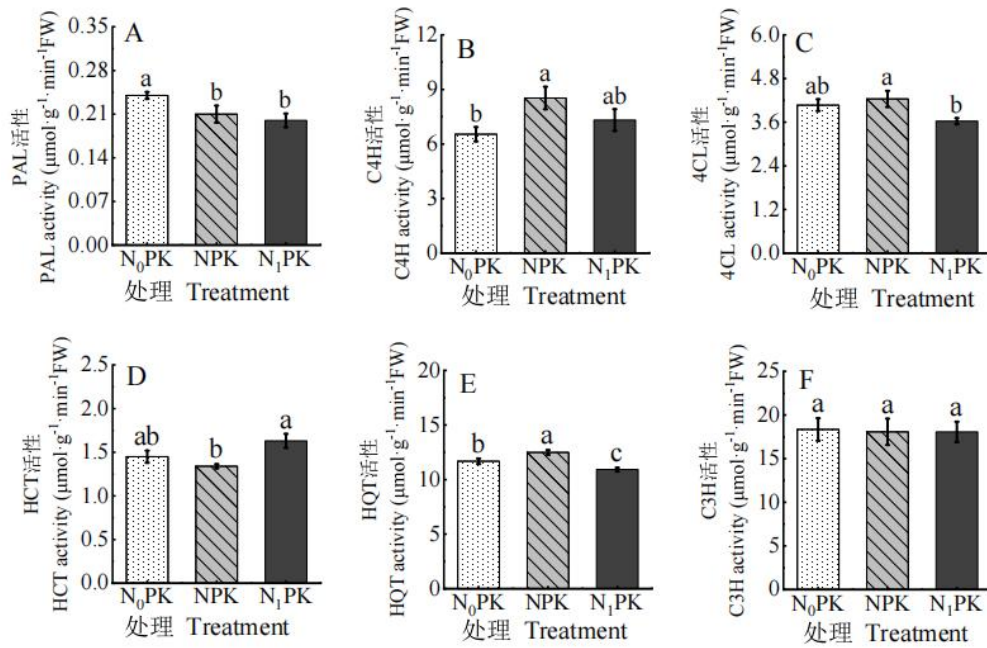 A
PAL活性
PAL activity (μmol·g⁻¹·min⁻¹FW)
0.35
0.28
0.21
0.14
0.07
0.00
a
b
b
N₀PK NPK N₁PK
处理 Treatment
B
C4H活性
C4H activity (μmol·g⁻¹·min⁻¹FW)
12
9
6
3
0
b
a
ab
N₀PK NPK N₁PK
处理 Treatment
C
4CL活性
4CL activity (μmol·g⁻¹·min⁻¹FW)
6.0
4.8
3.6
2.4
1.2
0.0
ab
a
b
N₀PK NPK N₁PK
处理 Treatment
D
HCT活性
HCT activity (μmol·g⁻¹·min⁻¹FW)
2.5
2.0
1.5
1.0
0.5
0.0
ab
b
a
N₀PK NPK N₁PK
处理 Treatment
E
HQT活性
HQT activity (μmol·g⁻¹·min⁻¹FW)
20
15
10
5
0
b
a
c
N₀PK NPK N₁PK
处理 Treatment
F
C3H活性
C3H activity (μmol·g⁻¹·min⁻¹FW)
25
20
15
10
5
0
a
a
a
N₀PK NPK N₁PK
处理 Treatment